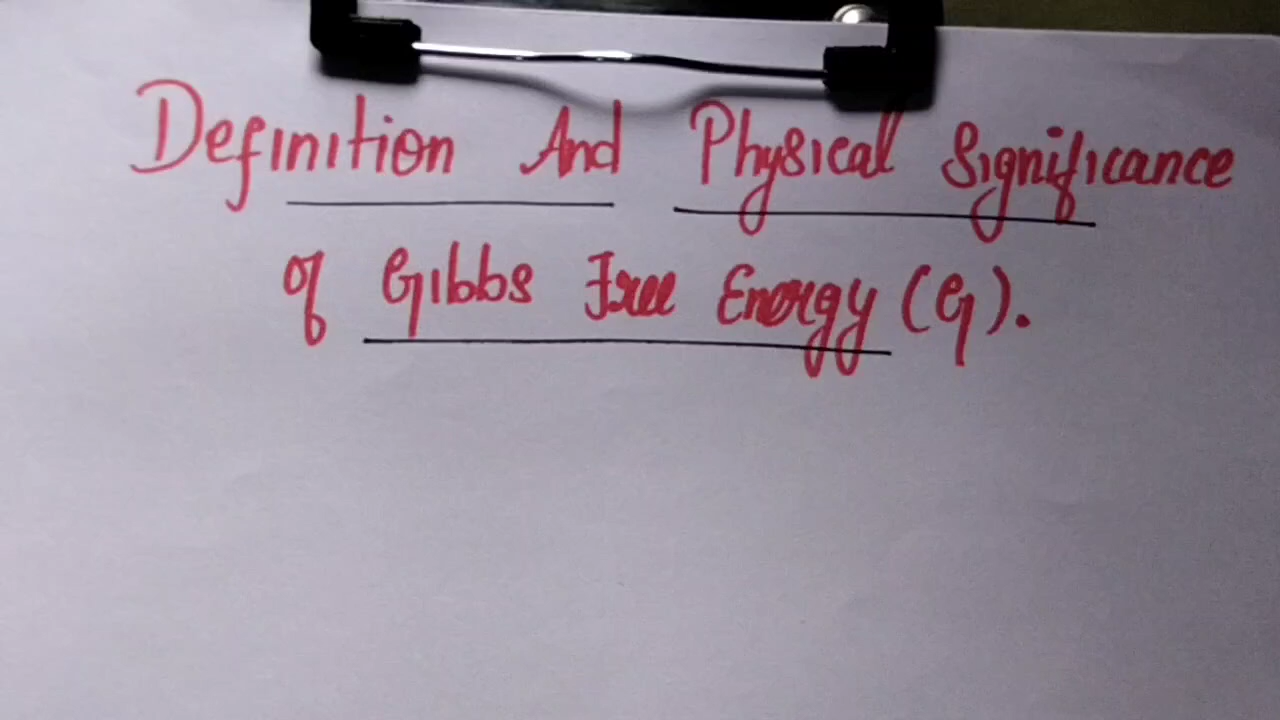 Definition And Physical Significance
of Gibbs Free Energy (G).